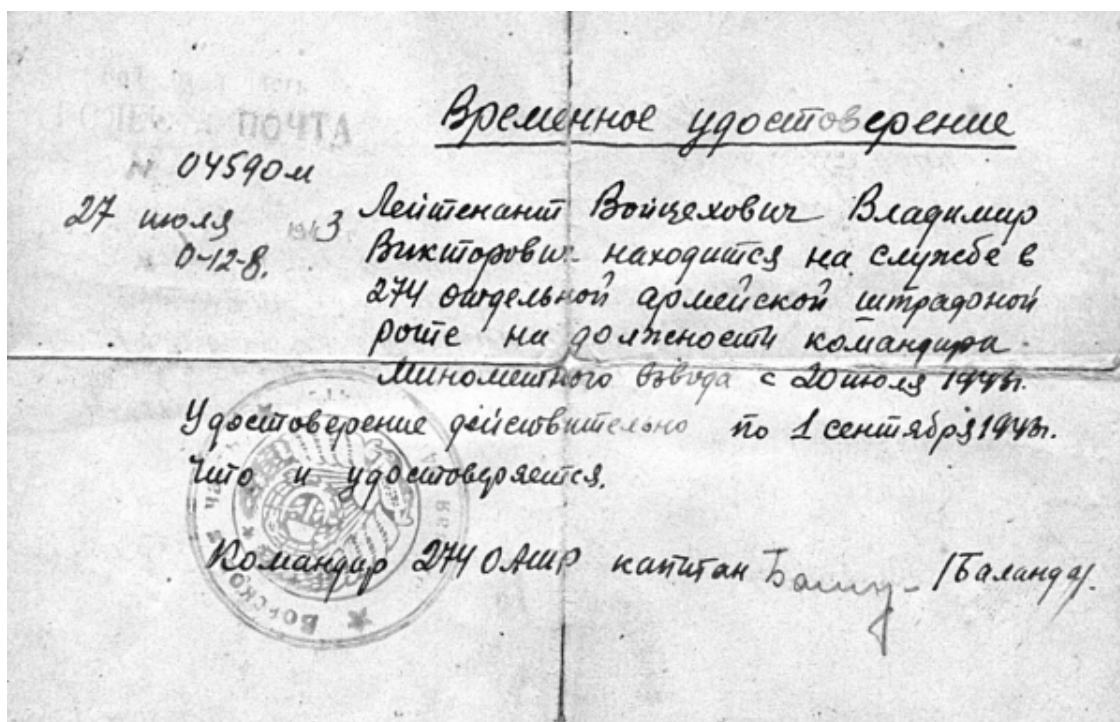 ПОЧТА
Временное удостоверение
№ 04590м
27 июля 1943
0-12-8.
Лейтенант Войцехович Владимир
Викторович находится на службе в
274 отдельной армейской штрафной
роте на должности командира
Миномётного взвода с 20 июля 1943г.
Удостоверение действительно по 1 сентября 1943г.
Что и удостоверяется.
Командир 274 ОАШР капитан /Баланда/.